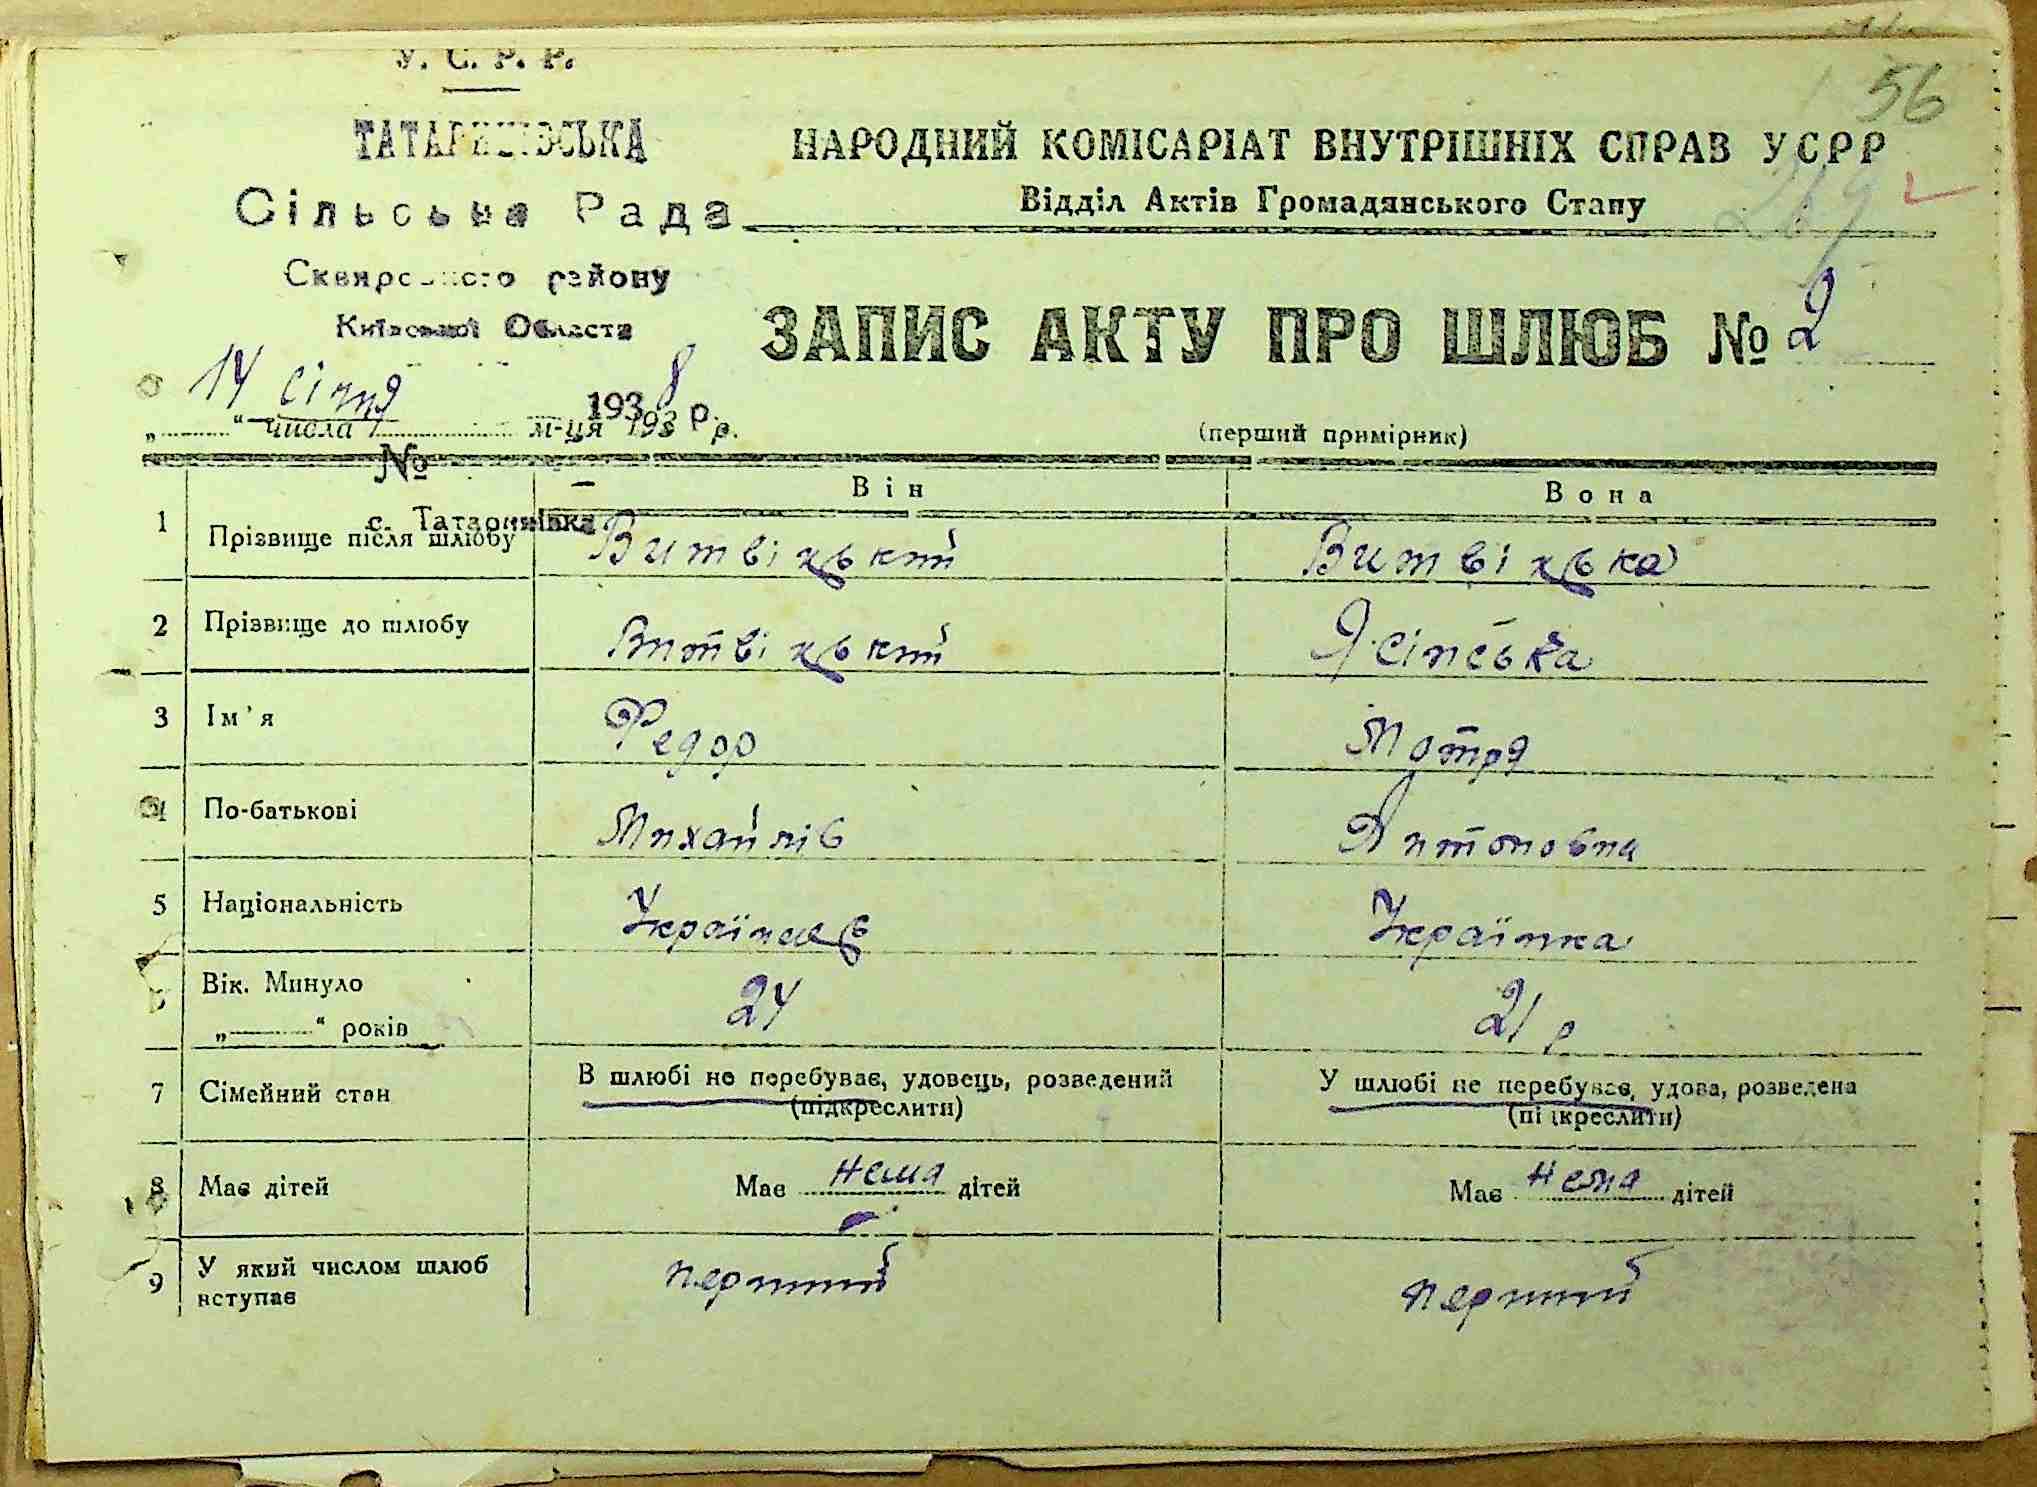 У. С. Р. Р.
56
ТАТАРИНІВСЬКА
НАРОДНИЙ КОМІСАРІАТ ВНУТРІШНІХ СПРАВ УСРР
Сільська Рада
Відділ Актів Громадянського Стану
269
Сквирського району
Київської Області
ЗАПИС АКТУ ПРО ШЛЮБ № 2
14 січня 1938 р.
„ “ числа м-ця 193 р.
(перший примірник)
№
Він Вона
с. Татаринівка
1 Прізвище після шлюбу Витвіцький Витвіцька
2 Прізвище до шлюбу Витвіцький Ясінська
3 Ім'я Федор Мотря
4 По-батькові Михайлів Антоновна
5 Національність Українець Українка
Вік. Минуло
„ “ років 24 21 р
7 Сімейний стан В шлюбі не перебуває, удовець, розведений У шлюбі не перебуває, удова, розведена
(підкреслити) (підкреслити)
8 Має дітей Має нема дітей Має нема дітей
9 У який числом шлюб вступає перший перший